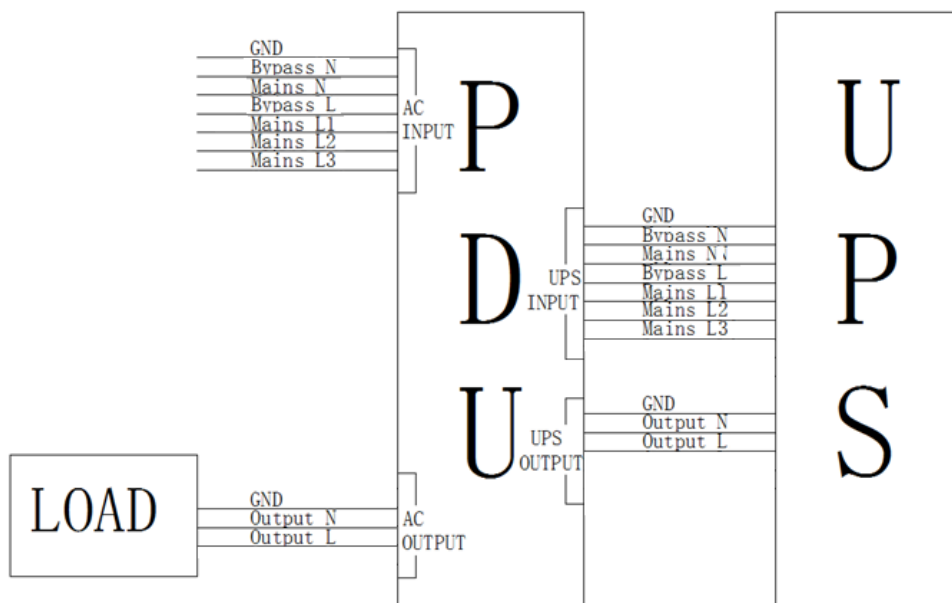 GND
Bypass N
Mains N
Bypass L
Mains L1
Mains L2
Mains L3
AC
INPUT
P
D
U
U
P
S
UPS
INPUT
GND
Bypass N
Mains N
Bypass L
Mains L1
Mains L2
Mains L3
UPS
OUTPUT
GND
Output N
Output L
LOAD
GND
Output N
Output L
AC
OUTPUT